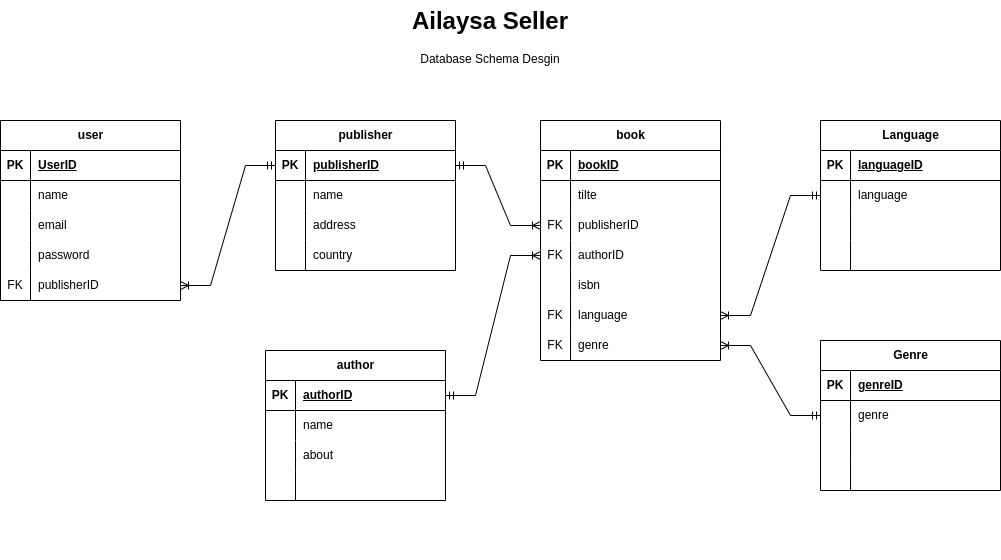 Ailaysa Seller
Database Schema Desgin
user
PK UserID
name
email
password
FK publisherID
publisher
PK publisherID
name
address
country
book
PK bookID
tilte
FK publisherID
FK authorID
isbn
FK language
FK genre
Language
PK languageID
language
author
PK authorID
name
about
Genre
PK genreID
genre